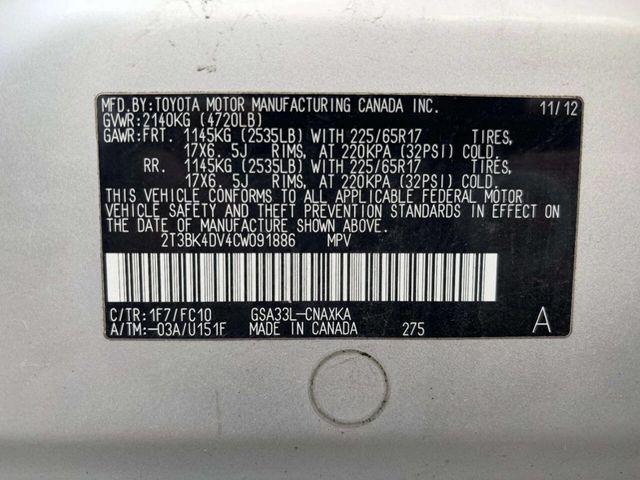 MFD.BY:TOYOTA MOTOR MANUFACTURING CANADA INC. 11/12
GVWR:2140KG (4720LB)
GAWR:FRT. 1145KG (2535LB) WITH 225/65R17 TIRES,
17X6.5J RIMS, AT 220KPA (32PSI) COLD.
RR. 1145KG (2535LB) WITH 225/65R17 TIRES,
17X6.5J RIMS, AT 220KPA (32PSI) COLD.
THIS VEHICLE CONFORMS TO ALL APPLICABLE FEDERAL MOTOR
VEHICLE SAFETY AND THEFT PREVENTION STANDARDS IN EFFECT ON
THE DATE OF MANUFACTURE SHOWN ABOVE.
2T3BK4DV4CW091886 MPV
C/TR:1F7/FC10 GSA33L-CNAXKA
A/TM:-03A/U151F MADE IN CANADA 275 A